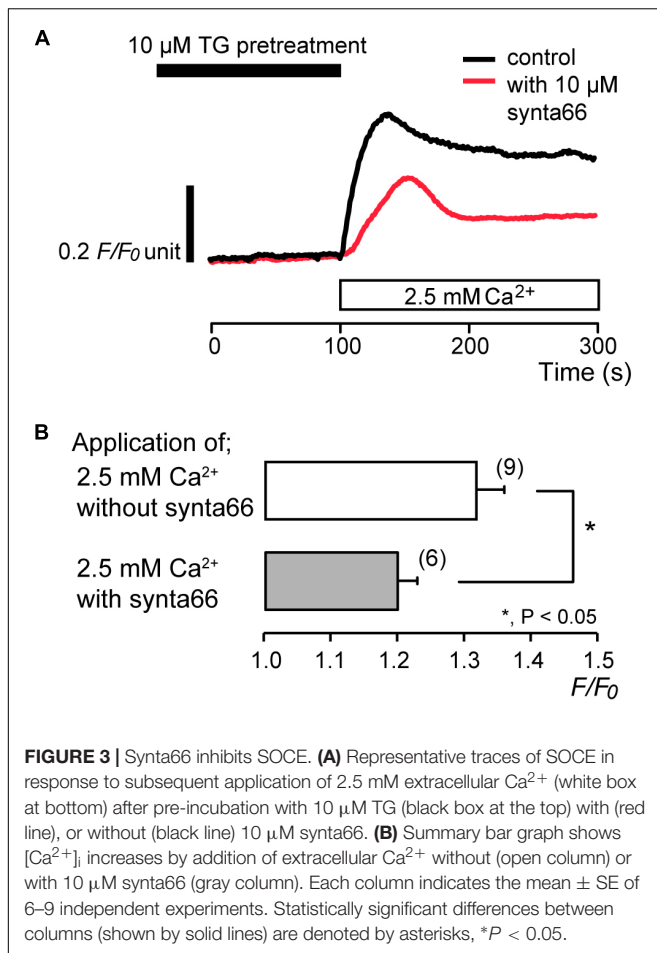 A
10 µM TG pretreatment
control
with 10 µM
synta66
0.2 F/F0 unit
2.5 mM Ca2+
0 100 200 300
Time (s)
B
Application of;
2.5 mM Ca2+
without synta66
(9)
*
2.5 mM Ca2+
with synta66
(6)
*, P < 0.05
1.0 1.1 1.2 1.3 1.4 1.5
F/F0
FIGURE 3 | Synta66 inhibits SOCE. (A) Representative traces of SOCE in
response to subsequent application of 2.5 mM extracellular Ca2+ (white box
at bottom) after pre-incubation with 10 µM TG (black box at the top) with (red
line), or without (black line) 10 µM synta66. (B) Summary bar graph shows
[Ca2+]i increases by addition of extracellular Ca2+ without (open column) or
with 10 µM synta66 (gray column). Each column indicates the mean ± SE of
6–9 independent experiments. Statistically significant differences between
columns (shown by solid lines) are denoted by asterisks, *P < 0.05.